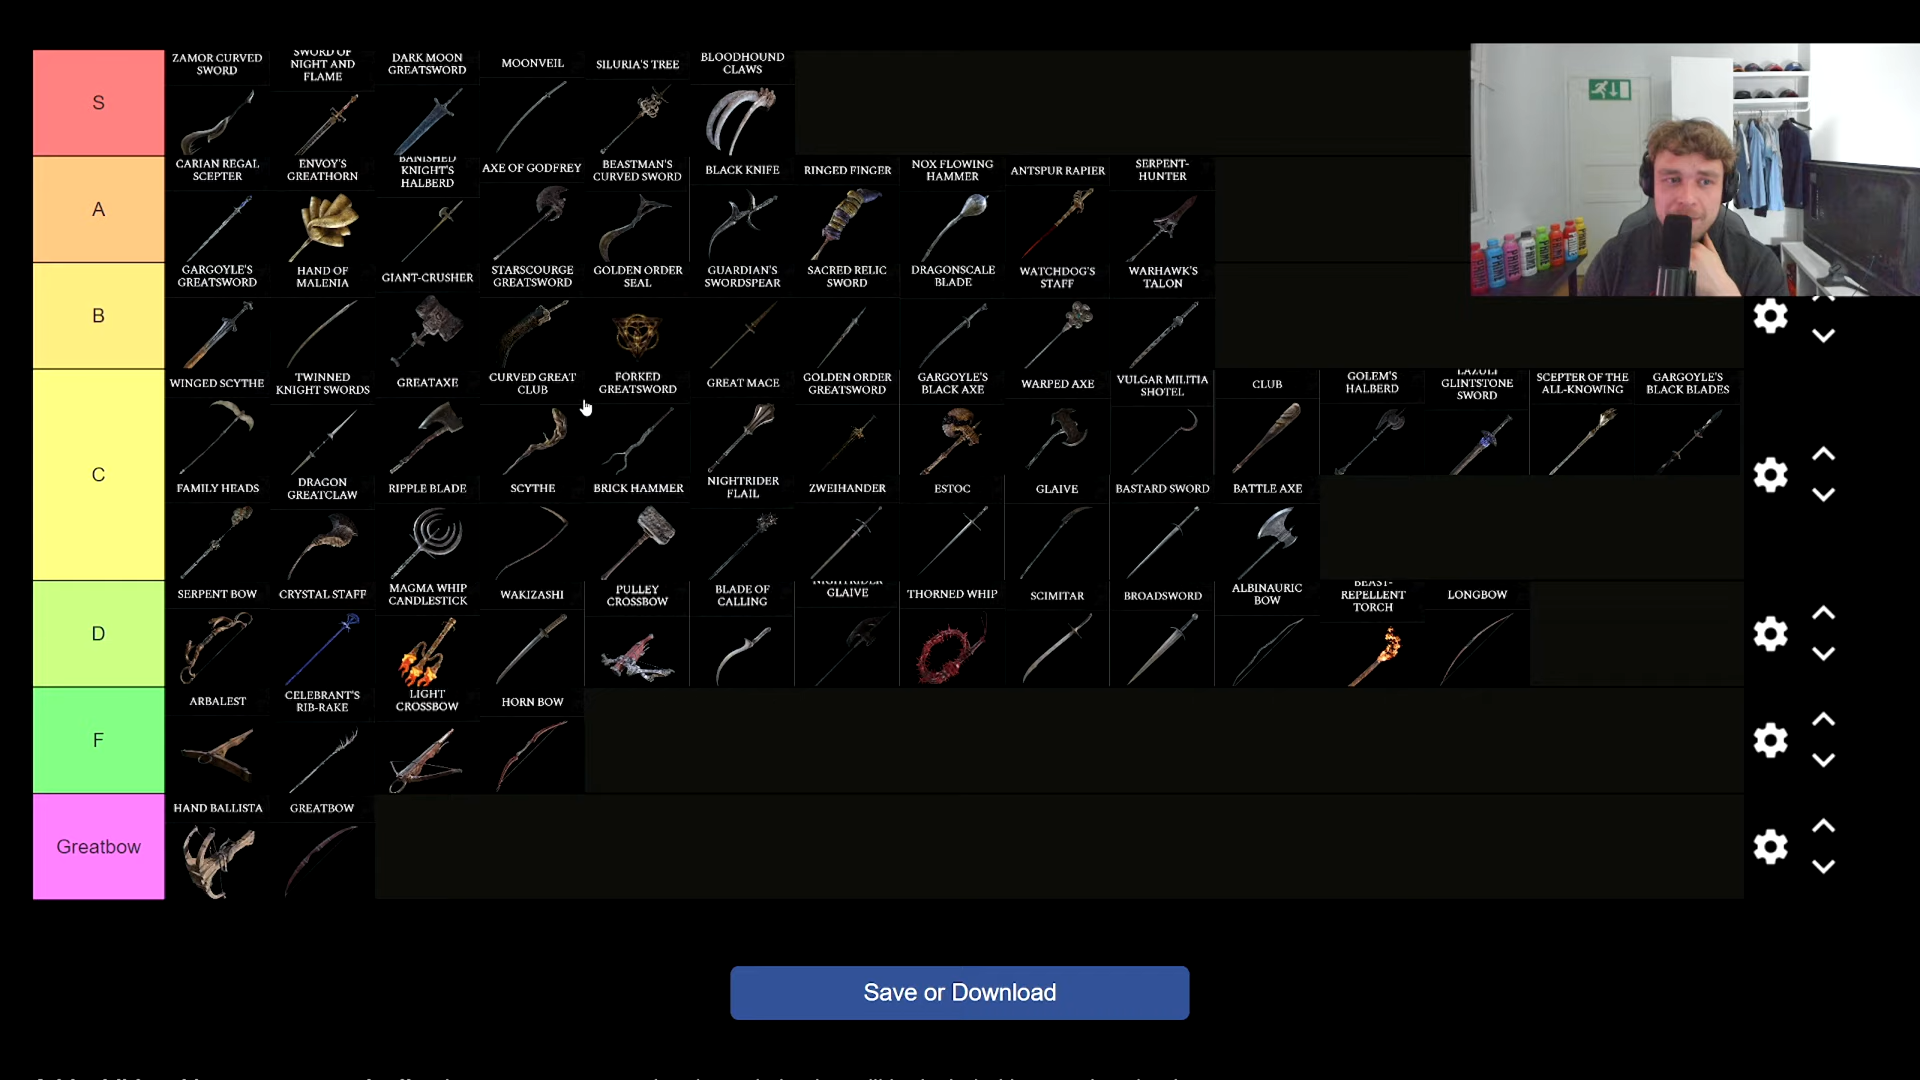 S
ZAMOR CURVED
SWORD
SWORD OF
NIGHT AND
FLAME
DARK MOON
GREATSWORD
MOONVEIL
SILURIA'S TREE
BLOODHOUND
CLAWS
A
CARIAN REGAL
SCEPTER
ENVOY'S
GREATHORN
BANISHED
KNIGHT'S
HALBERD
AXE OF GODFREY
BEASTMAN'S
CURVED SWORD
BLACK KNIFE
RINGED FINGER
NOX FLOWING
HAMMER
ANTSPUR RAPIER
SERPENT-
HUNTER
B
GARGOYLE'S
GREATSWORD
HAND OF
MALENIA
GIANT-CRUSHER
STARSCOURGE
GREATSWORD
GOLDEN ORDER
SEAL
GUARDIAN'S
SWORDSPEAR
SACRED RELIC
SWORD
DRAGONSCALE
BLADE
WATCHDOG'S
STAFF
WARHAWK'S
TALON
C
WINGED SCYTHE
TWINNED
KNIGHT SWORDS
GREATAXE
CURVED GREAT
CLUB
FORKED
GREATSWORD
GREAT MACE
GOLDEN ORDER
GREATSWORD
GARGOYLE'S
BLACK AXE
WARPED AXE
VULGAR MILITIA
SHOTEL
CLUB
GOLEM'S
HALBERD
LAZULI
GLINTSTONE
SWORD
SCEPTER OF THE
ALL-KNOWING
GARGOYLE'S
BLACK BLADES
FAMILY HEADS
DRAGON
GREATCLAW
RIPPLE BLADE
SCYTHE
BRICK HAMMER
NIGHTRIDER
FLAIL
ZWEIHANDER
ESTOC
GLAIVE
BASTARD SWORD
BATTLE AXE
D
SERPENT BOW
CRYSTAL STAFF
MAGMA WHIP
CANDLESTICK
WAKIZASHI
PULLEY
CROSSBOW
BLADE OF
CALLING
NIGHTRIDER
GLAIVE
THORNED WHIP
SCIMITAR
BROADSWORD
ALBINAURIC
BOW
BEAST-
REPELLENT
TORCH
LONGBOW
F
ARBALEST
CELEBRANT'S
RIB-RAKE
LIGHT
CROSSBOW
HORN BOW
Greatbow
HAND BALLISTA
GREATBOW
PRIME
Save or Download